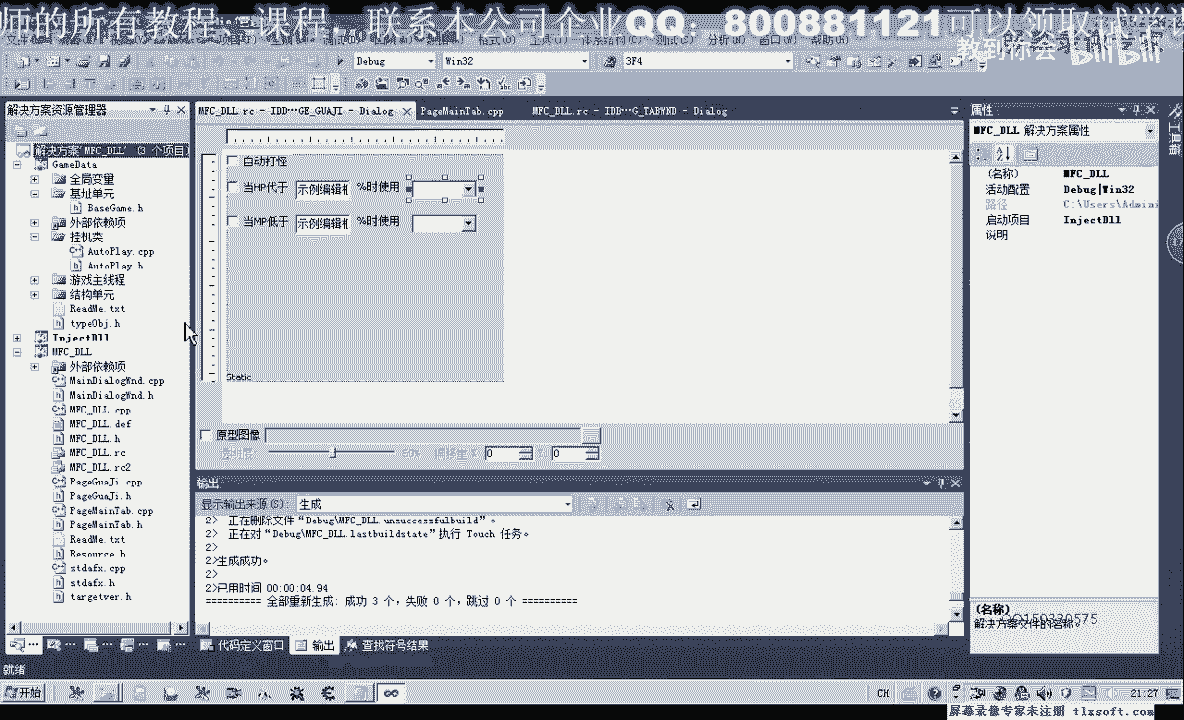 师的所有教程、课程，联系本公司企业QQ：800881121可以领取试学
教到你会 bilibili
Debug Win32 3F4
解决方案资源管理器
MFC_DLL.rc - IDD···GE_GUAJI - Dialog PageMainTab.cpp MFC_DLL.rc - IDD···G_TABWND - Dialog
属性
工具箱
解决方案"MFC_DLL" (3 个项目)
GameData
全局变量
基址单元
BaseGame.h
外部依赖项
挂机类
AutoPlay.cpp
AutoPlay.h
游戏主线程
结构单元
ReadMe.txt
typeObj.h
InjectDll
MFC_DLL
外部依赖项
MainDialogWnd.cpp
MainDialogWnd.h
MFC_DLL.cpp
MFC_DLL.def
MFC_DLL.h
MFC_DLL.rc
MFC_DLL.rc2
PageGuaJi.cpp
PageGuaJi.h
PageMainTab.cpp
PageMainTab.h
ReadMe.txt
Resource.h
stdafx.cpp
stdafx.h
targetver.h
自动打怪
当HP代于 示例编辑框 %时使用
当MP低于 示例编辑框 %时使用
Static
原型图像
50% 0 0
MFC_DLL 解决方案属性
(名称) MFC_DLL
活动配置 Debug|Win32
路径 C:\Users\Admini
启动项目 InjectDll
说明
(名称)
解决方案文件的名称。
输出
显示输出来源(S): 生成
2> 正在删除文件“Debug\MFC_DLL.unsuccessfulbuild”。
2> 正在对“Debug\MFC_DLL.lastbuildstate”执行 Touch 任务。
2>
2>生成成功。
2>
2>已用时间 00:00:04.94
========== 全部重新生成: 成功 3 个，失败 0 个，跳过 0 个 ==========
代码定义窗口 输出 查找符号结果
就绪
开始 CH 21:27
屏幕录像专家未注册 tlxsoft.com